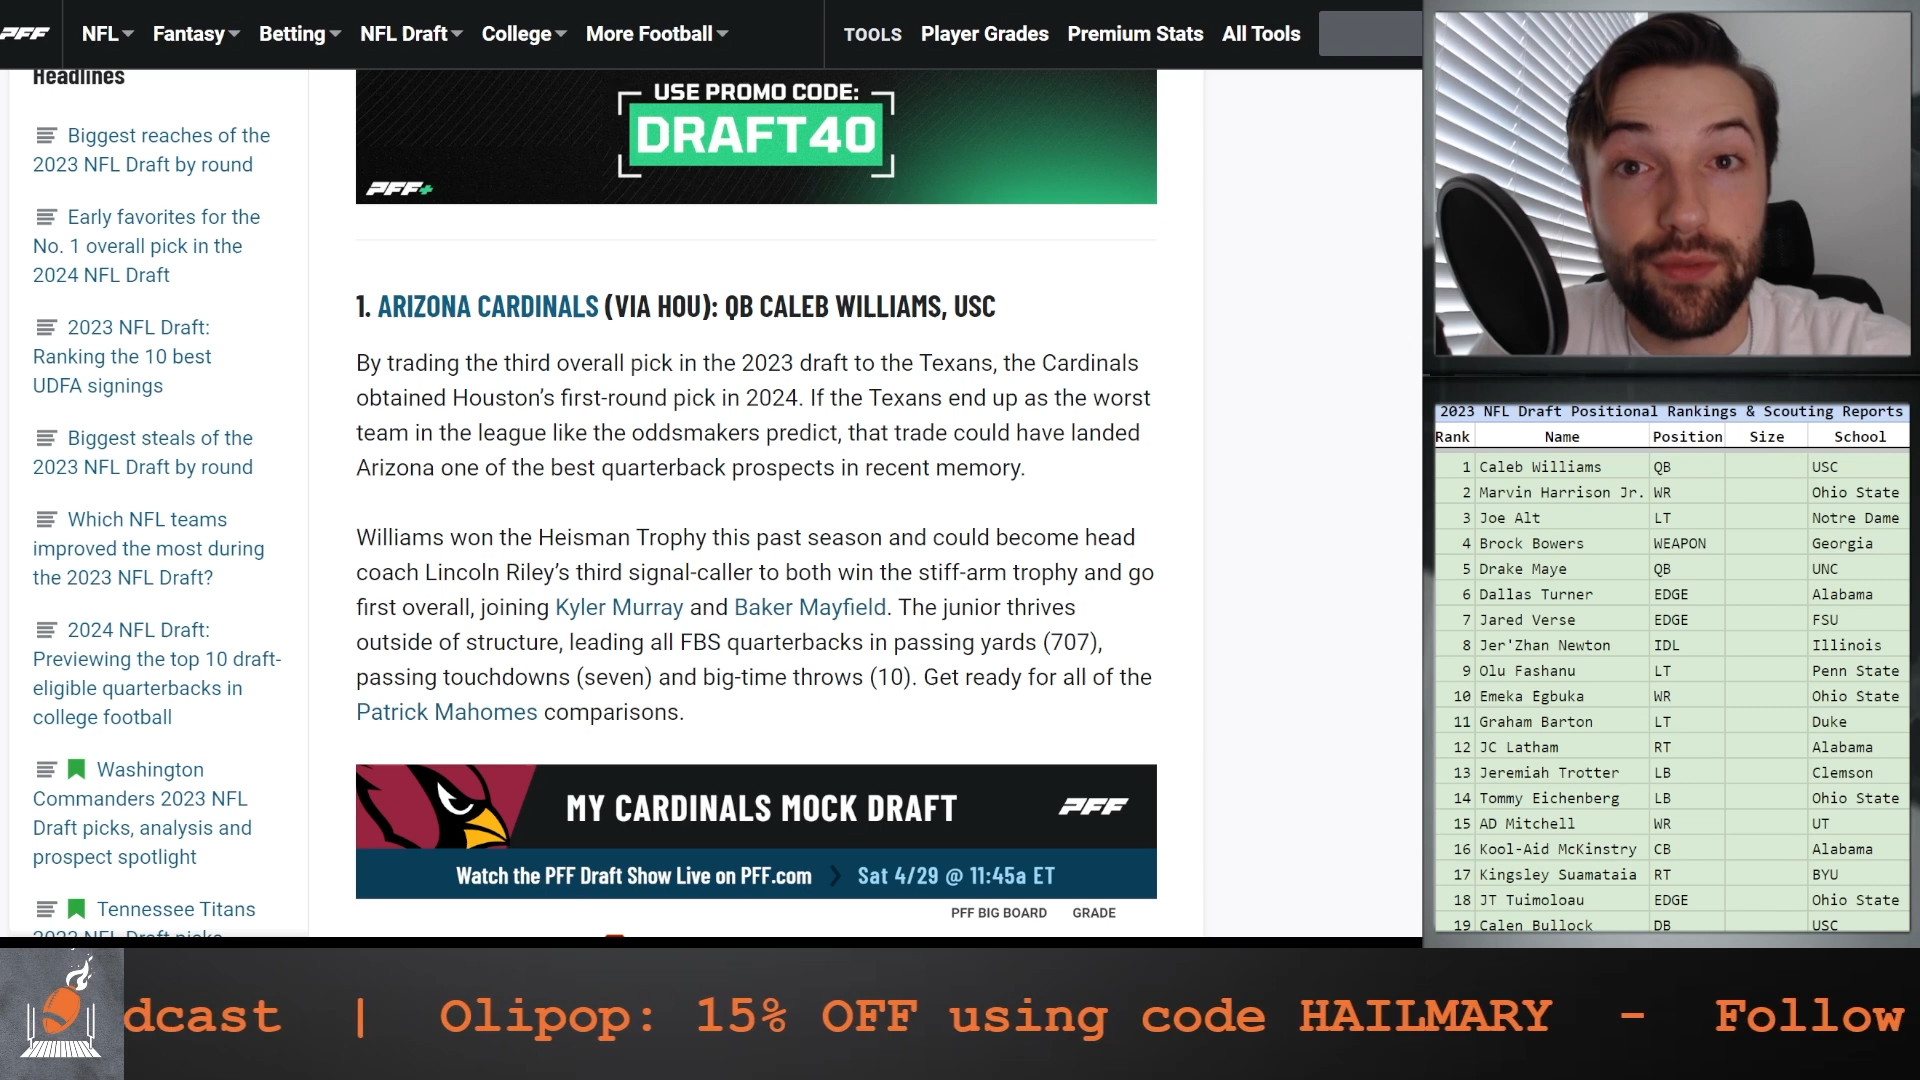 PFF
NFL
Fantasy
Betting
NFL Draft
College
More Football
TOOLS
Player Grades
Premium Stats
All Tools
Headlines
Biggest reaches of the
2023 NFL Draft by round
Early favorites for the
No. 1 overall pick in the
2024 NFL Draft
2023 NFL Draft:
Ranking the 10 best
UDFA signings
Biggest steals of the
2023 NFL Draft by round
Which NFL teams
improved the most during
the 2023 NFL Draft?
2024 NFL Draft:
Previewing the top 10 draft-
eligible quarterbacks in
college football
Washington
Commanders 2023 NFL
Draft picks, analysis and
prospect spotlight
Tennessee Titans
2023 NFL Draft picks,
USE PROMO CODE:
DRAFT40
PFF+
1. ARIZONA CARDINALS (VIA HOU): QB CALEB WILLIAMS, USC
By trading the third overall pick in the 2023 draft to the Texans, the Cardinals
obtained Houston’s first-round pick in 2024. If the Texans end up as the worst
team in the league like the oddsmakers predict, that trade could have landed
Arizona one of the best quarterback prospects in recent memory.
Williams won the Heisman Trophy this past season and could become head
coach Lincoln Riley’s third signal-caller to both win the stiff-arm trophy and go
first overall, joining Kyler Murray and Baker Mayfield. The junior thrives
outside of structure, leading all FBS quarterbacks in passing yards (707),
passing touchdowns (seven) and big-time throws (10). Get ready for all of the
Patrick Mahomes comparisons.
MY CARDINALS MOCK DRAFT
PFF
Watch the PFF Draft Show Live on PFF.com > Sat 4/29 @ 11:45a ET
PFF BIG BOARD GRADE
2023 NFL Draft Positional Rankings & Scouting Reports
Rank Name Position Size School
1 Caleb Williams QB USC
2 Marvin Harrison Jr. WR Ohio State
3 Joe Alt LT Notre Dame
4 Brock Bowers WEAPON Georgia
5 Drake Maye QB UNC
6 Dallas Turner EDGE Alabama
7 Jared Verse EDGE FSU
8 Jer'Zhan Newton IDL Illinois
9 Olu Fashanu LT Penn State
10 Emeka Egbuka WR Ohio State
11 Graham Barton LT Duke
12 JC Latham RT Alabama
13 Jeremiah Trotter LB Clemson
14 Tommy Eichenberg LB Ohio State
15 AD Mitchell WR UT
16 Kool-Aid McKinstry CB Alabama
17 Kingsley Suamataia RT BYU
18 JT Tuimoloau EDGE Ohio State
19 Calen Bullock DB USC
dcast | Olipop: 15% OFF using code HAILMARY - Follow